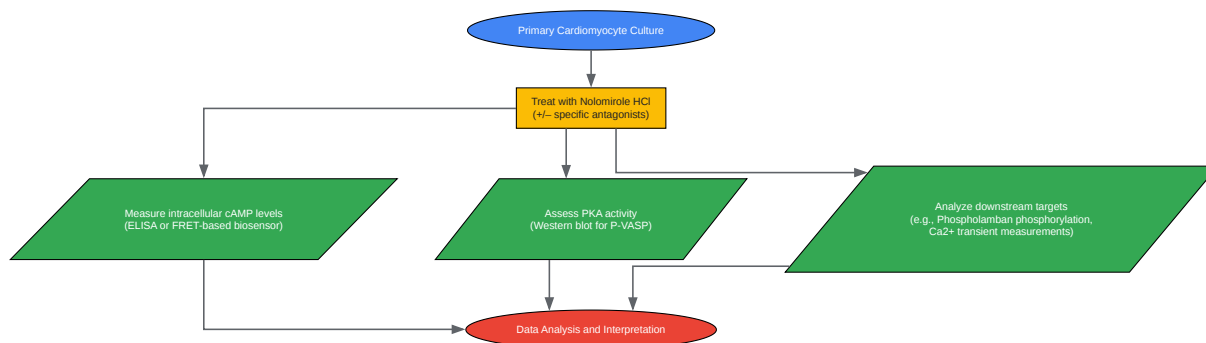 Primary Cardiomyocyte Culture
Treat with Nolomirole HCl
(+/– specific antagonists)
Measure intracellular cAMP levels
(ELISA or FRET-based biosensor)
Assess PKA activity
(Western blot for P-VASP)
Analyze downstream targets
(e.g., Phospholamban phosphorylation,
Ca2+ transient measurements)
Data Analysis and Interpretation